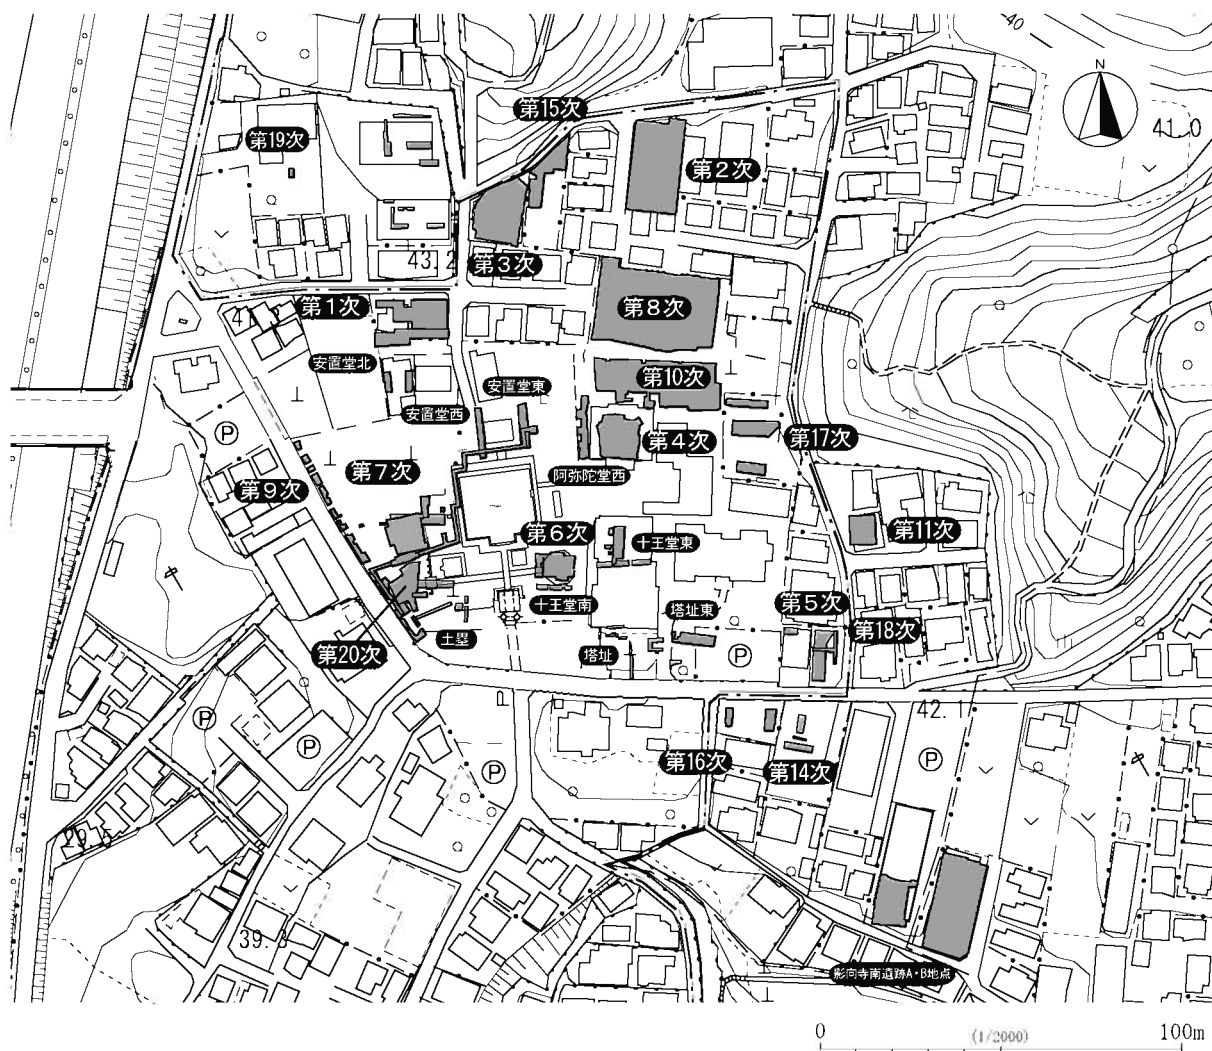 40
N
第15次
41.0
第19次
第2次
43.2
第3次
第1次
第8次
安置堂北
第10次
安置堂東
安置堂西
P
第4次
第17次
第7次
阿弥陀堂西
第9次
第11次
第6次
十王堂東
十王堂南
塔址東
第5次
土塁
第18次
第20次
塔址
P
42.1
P
P
P
第16次
第14次
P
29.5
39.3
影向寺南遺跡A・B地点
0
(1/2000)
100m